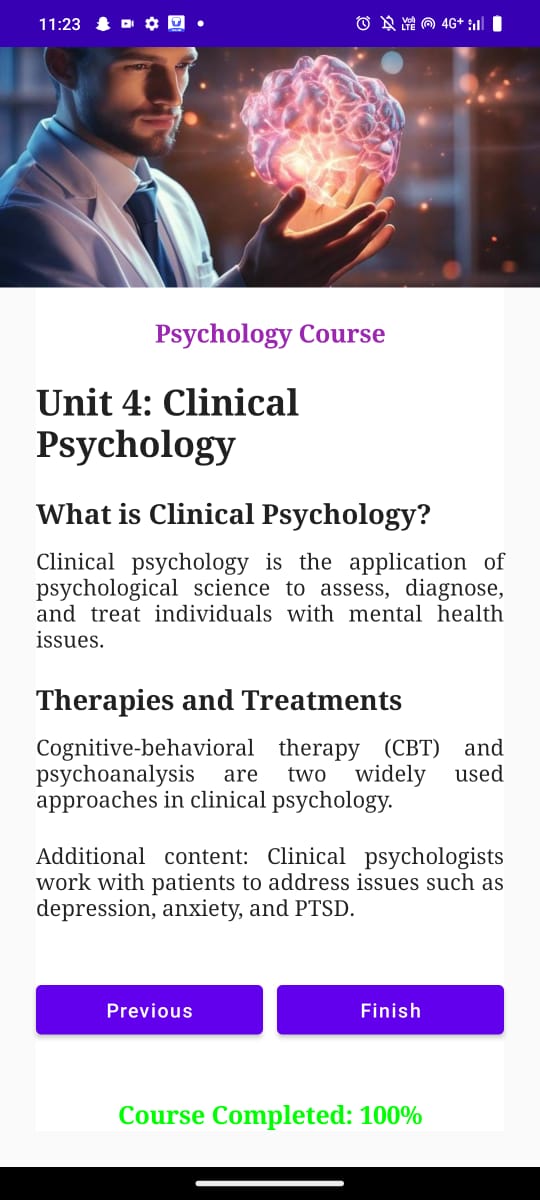 11:23
VoD LTE 4G+
Psychology Course
Unit 4: Clinical
Psychology
What is Clinical Psychology?
Clinical psychology is the application of
psychological science to assess, diagnose,
and treat individuals with mental health
issues.
Therapies and Treatments
Cognitive-behavioral therapy (CBT) and
psychoanalysis are two widely used
approaches in clinical psychology.
Additional content: Clinical psychologists
work with patients to address issues such as
depression, anxiety, and PTSD.
Previous Finish
Course Completed: 100%